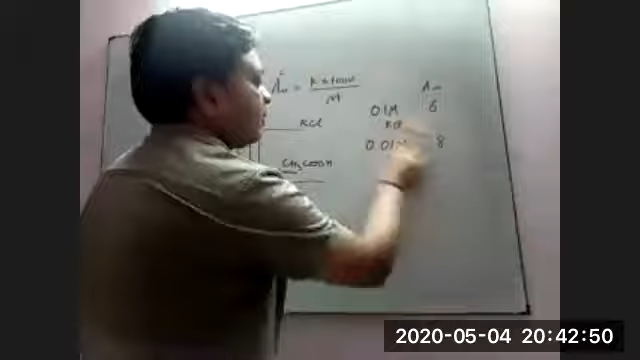 Λm = K × 1000 / M
Λm
0.1M 6
KCl
KCl
0.01M 8
CH3COOH
2020-05-04 20:42:50